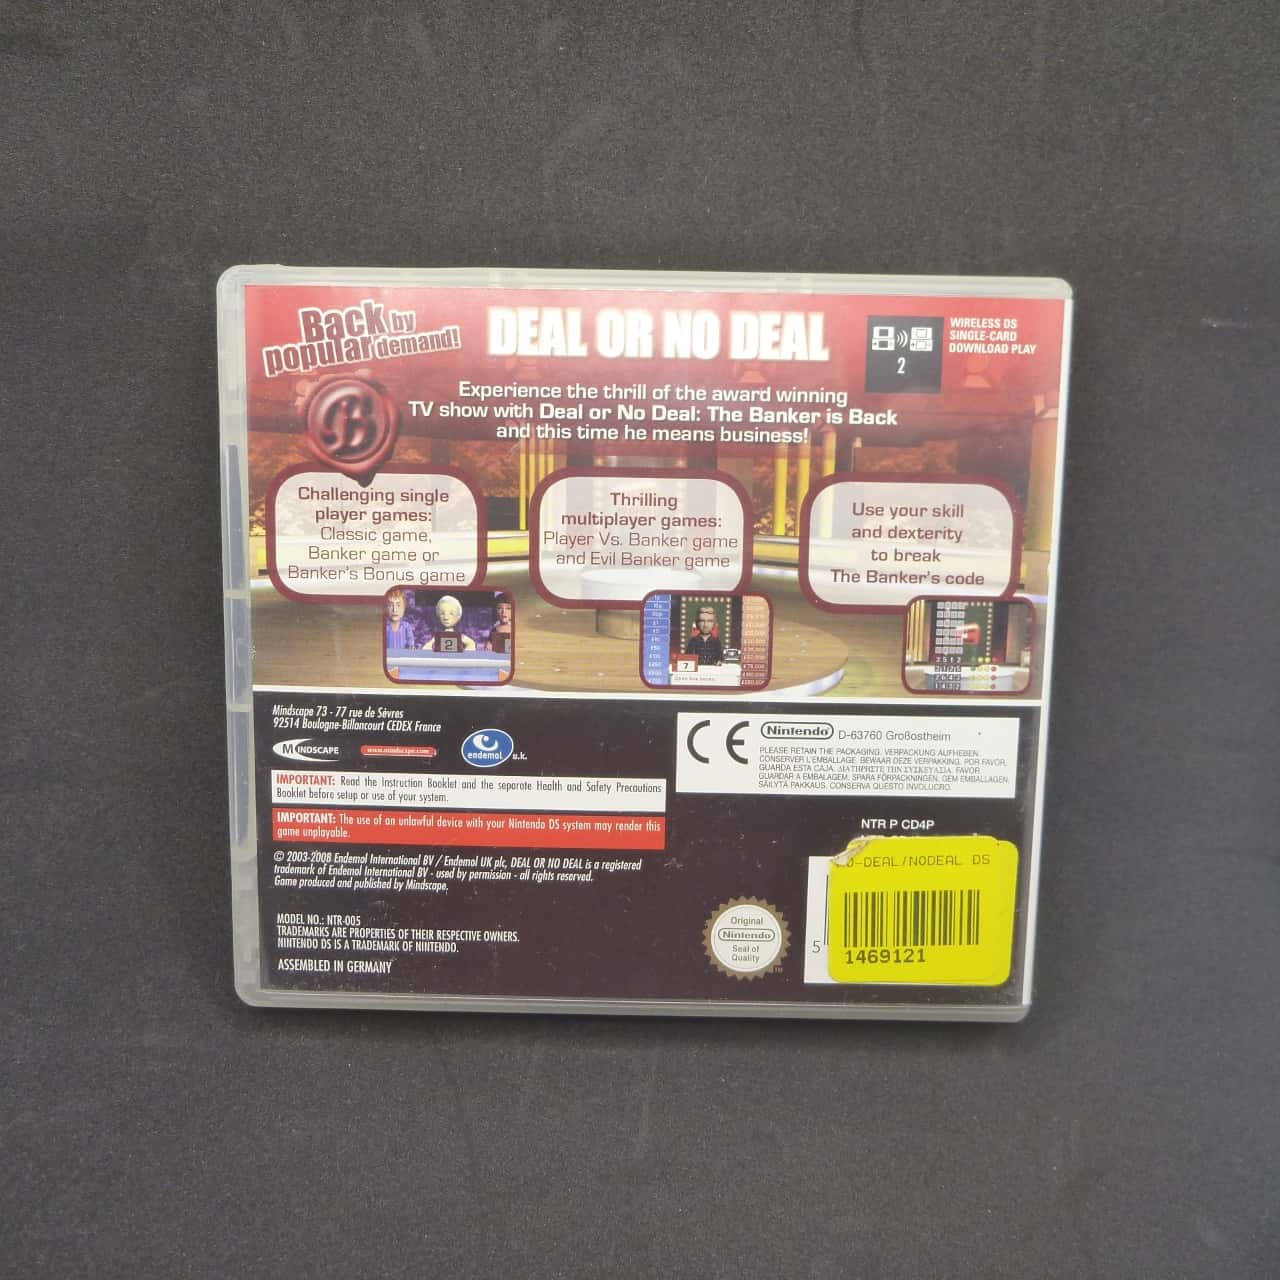 Back by
popular demand!
DEAL OR NO DEAL
2
WIRELESS DS
SINGLE-CARD
DOWNLOAD PLAY
Experience the thrill of the award winning
TV show with Deal or No Deal: The Banker is Back
and this time he means business!
B
Challenging single
player games:
Classic game,
Banker game or
Banker's Bonus game
Thrilling
multiplayer games:
Player Vs. Banker game
and Evil Banker game
Use your skill
and dexterity
to break
The Banker's code
2
7
Mindscape 73 - 77 rue de Sèvres
92514 Boulogne-Billancourt CEDEX France
MINDSCAPE
www.mindscape.com
endemol u.k.
IMPORTANT: Read the Instruction Booklet and the separate Health and Safety Precautions
Booklet before setup or use of your system.
IMPORTANT: The use of an unlawful device with your Nintendo DS system may render this
game unplayable.
© 2003-2008 Endemol International BV / Endemol UK plc, DEAL OR NO DEAL is a registered
trademark of Endemol International BV - used by permission - all rights reserved.
Game produced and published by Mindscape.
MODEL NO.: NTR-005
TRADEMARKS ARE PROPERTIES OF THEIR RESPECTIVE OWNERS.
NINTENDO DS IS A TRADEMARK OF NINTENDO.
ASSEMBLED IN GERMANY
CE
Nintendo D-63760 Großostheim
PLEASE RETAIN THE PACKAGING. VERPACKUNG AUFHEBEN.
CONSERVER L'EMBALLAGE. BEWAAR DEZE VERPAKKING. POR FAVOR,
GUARDA ESTA CAJA. ΔΙΑΤΗΡΗΣΤΕ ΤΗΝ ΣΥΣΚΕΥΑΣΙΑ. FAVOR
GUARDAR A EMBALAGEM. SPARA FÖRPACKNINGEN. GEM EMBALLAGEN.
SÄILYTÄ PAKKAUS. CONSERVA QUESTO INVOLUCRO.
NTR P CD4P
O-DEAL/NODEAL DS
5
1469121
Original
Nintendo
Seal of
Quality
TM